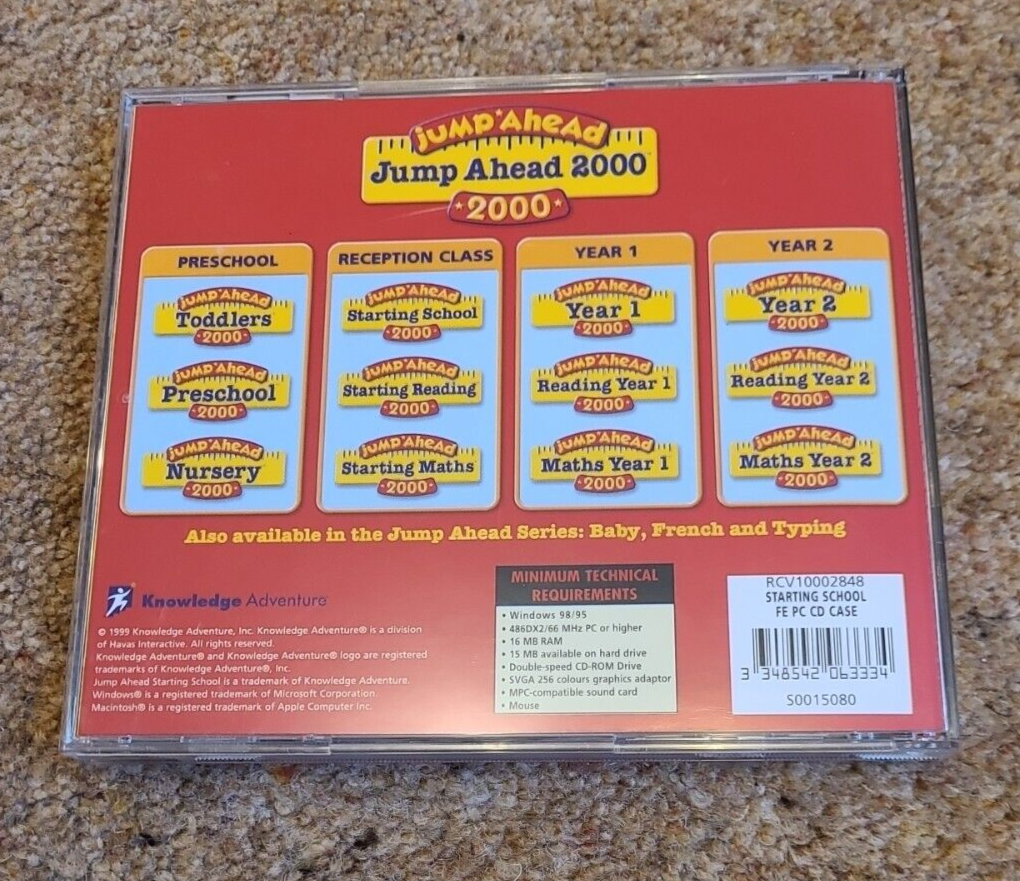 Jump Ahead
Jump Ahead 2000™
2000
PRESCHOOL
Jump Ahead
Toddlers
2000
Jump Ahead
Preschool
2000
Jump Ahead
Nursery
2000
RECEPTION CLASS
Jump Ahead
Starting School
2000
Jump Ahead
Starting Reading
2000
Jump Ahead
Starting Maths
2000
YEAR 1
Jump Ahead
Year 1
2000
Jump Ahead
Reading Year 1
2000
Jump Ahead
Maths Year 1
2000
YEAR 2
Jump Ahead
Year 2
2000
Jump Ahead
Reading Year 2
2000
Jump Ahead
Maths Year 2
2000
Also available in the Jump Ahead Series: Baby, French and Typing
Knowledge Adventure®
© 1999 Knowledge Adventure, Inc. Knowledge Adventure® is a division
of Havas Interactive. All rights reserved.
Knowledge Adventure® and Knowledge Adventure® logo are registered
trademarks of Knowledge Adventure®, Inc.
Jump Ahead Starting School is a trademark of Knowledge Adventure.
Windows® is a registered trademark of Microsoft Corporation.
Macintosh® is a registered trademark of Apple Computer Inc.
MINIMUM TECHNICAL
REQUIREMENTS
• Windows 98/95
• 486DX2/66 MHz PC or higher
• 16 MB RAM
• 15 MB available on hard drive
• Double-speed CD-ROM Drive
• SVGA 256 colours graphics adaptor
• MPC-compatible sound card
• Mouse
RCV10002848
STARTING SCHOOL
FE PC CD CASE
3 348542 063334
S0015080